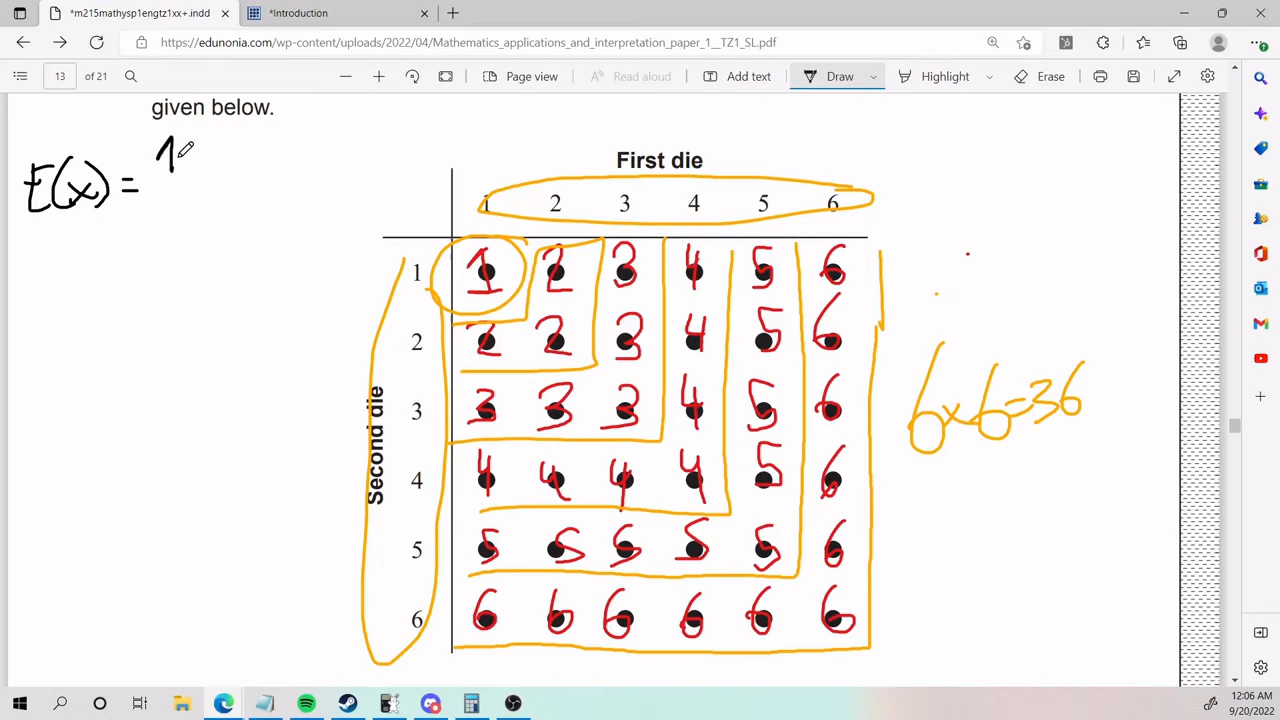 *m215mathysp1engtz1xx+.indd
*Introduction
https://edunonia.com/wp-content/uploads/2022/04/Mathematics_applications_and_interpretation_paper_1__TZ1_SL.pdf
13 of 21
Page view
Read aloud
Add text
Draw
Highlight
Erase
given below.
E(x) = 1
First die
1 2 3 4 5 6
Second die
1 1 2 3 4 5 6
2 2 2 3 4 5 6
3 3 3 3 4 5 6
4 4 4 4 4 5 6
5 5 5 5 5 5 6
6 6 6 6 6 6 6
6x6=36
12:06 AM
9/20/2022